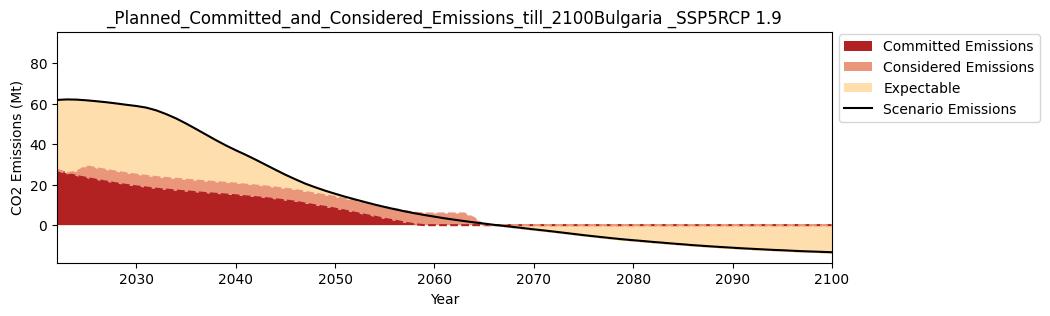 _Planned_Committed_and_Considered_Emissions_till_2100Bulgaria _SSP5RCP 1.9
Committed Emissions
Considered Emissions
Expectable
Scenario Emissions
CO2 Emissions (Mt)
80
60
40
20
0
2030 2040 2050 2060 2070 2080 2090 2100
Year